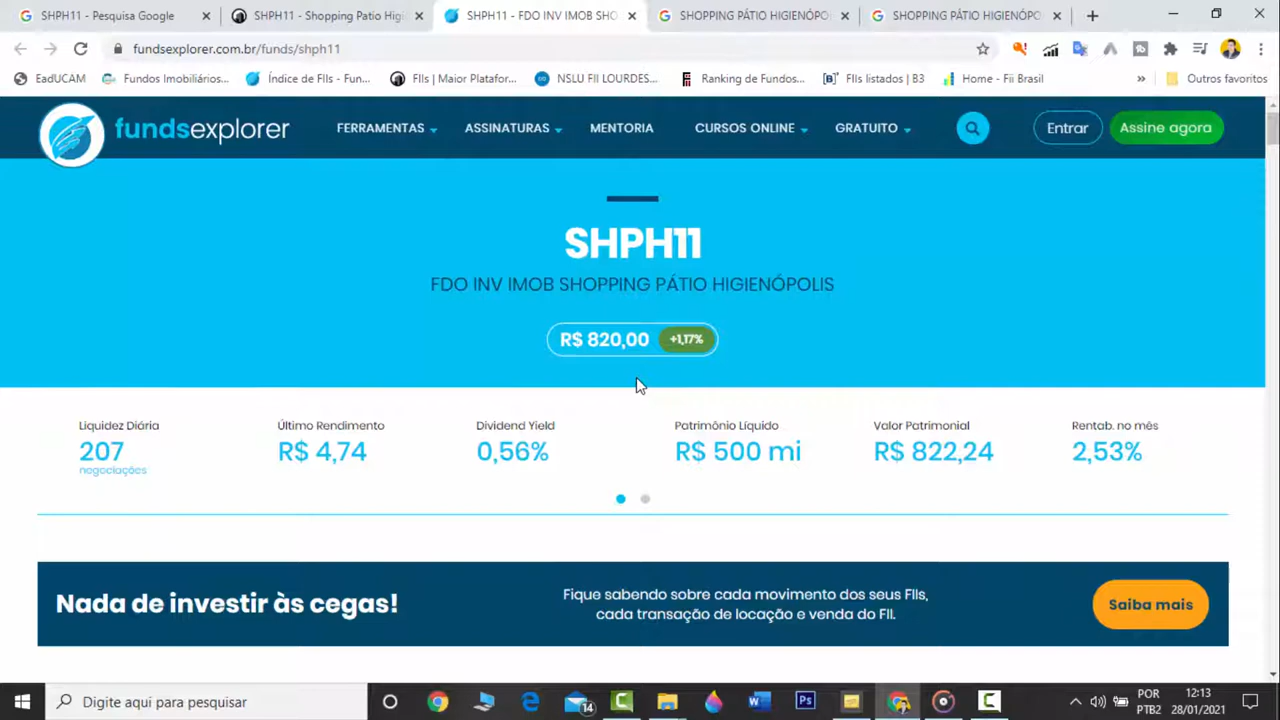 SHPH11 - Pesquisa Google
SHPH11 - Shopping Patio Higi
SHPH11 - FDO INV IMOB SHO
SHOPPING PÁTIO HIGIENÓPO
SHOPPING PÁTIO HIGIENÓPO
fundsexplorer.com.br/funds/shph11
EadUCAM
Fundos Imobiliários...
Índice de FIIs - Fun...
FIIs | Maior Platafor...
NSLU FII LOURDES...
Ranking de Fundos...
[B]³ FIIs listados | B3
Home - Fii Brasil
»
Outros favoritos
fundsexplorer
FERRAMENTAS
ASSINATURAS
MENTORIA
CURSOS ONLINE
GRATUITO
Entrar
Assine agora
SHPH11
FDO INV IMOB SHOPPING PÁTIO HIGIENÓPOLIS
R$ 820,00 +1,17%
Liquidez Diária
207
negociações
Último Rendimento
R$ 4,74
Dividend Yield
0,56%
Patrimônio Líquido
R$ 500 mi
Valor Patrimonial
R$ 822,24
Rentab. no mês
2,53%
Nada de investir às cegas!
Fique sabendo sobre cada movimento dos seus FIIs,
cada transação de locação e venda do FII.
Saiba mais
Digite aqui para pesquisar
14
Ps
POR
PTB2
12:13
28/01/2021